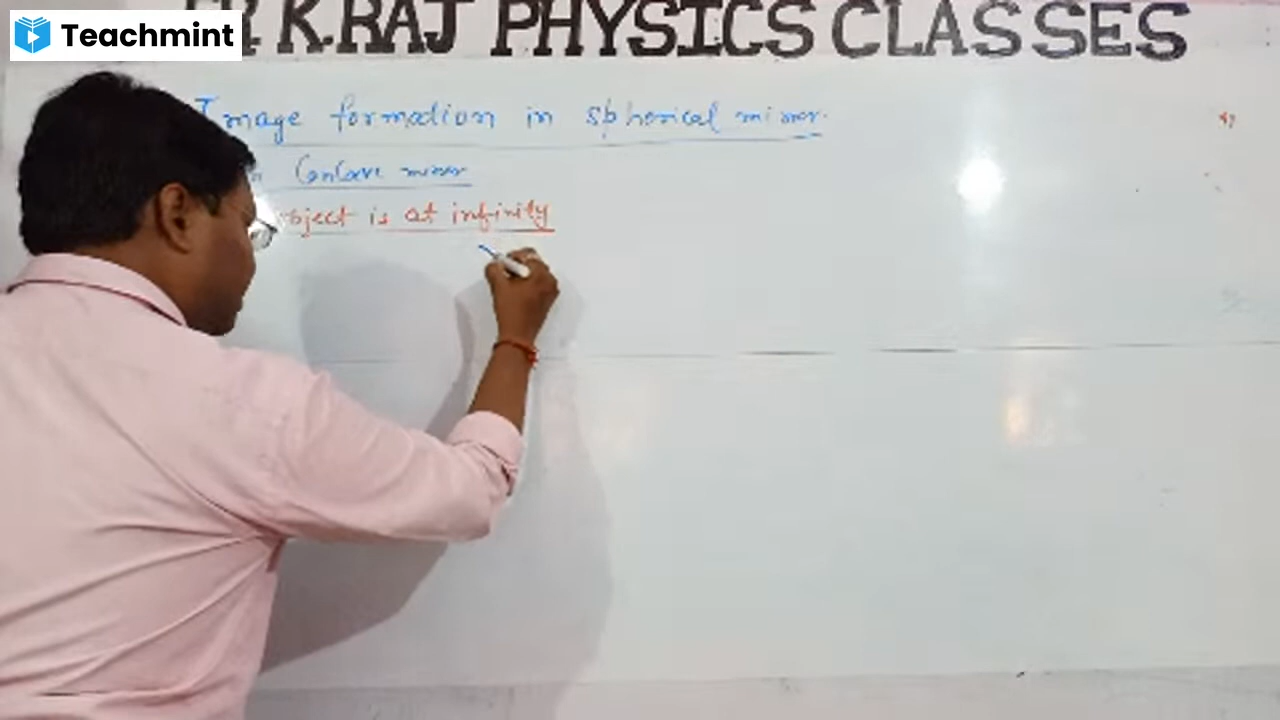 Teachmint
K.RAJ PHYSICS CLASSES
Image formation in spherical mirror.
Concave mirror
object is at infinity